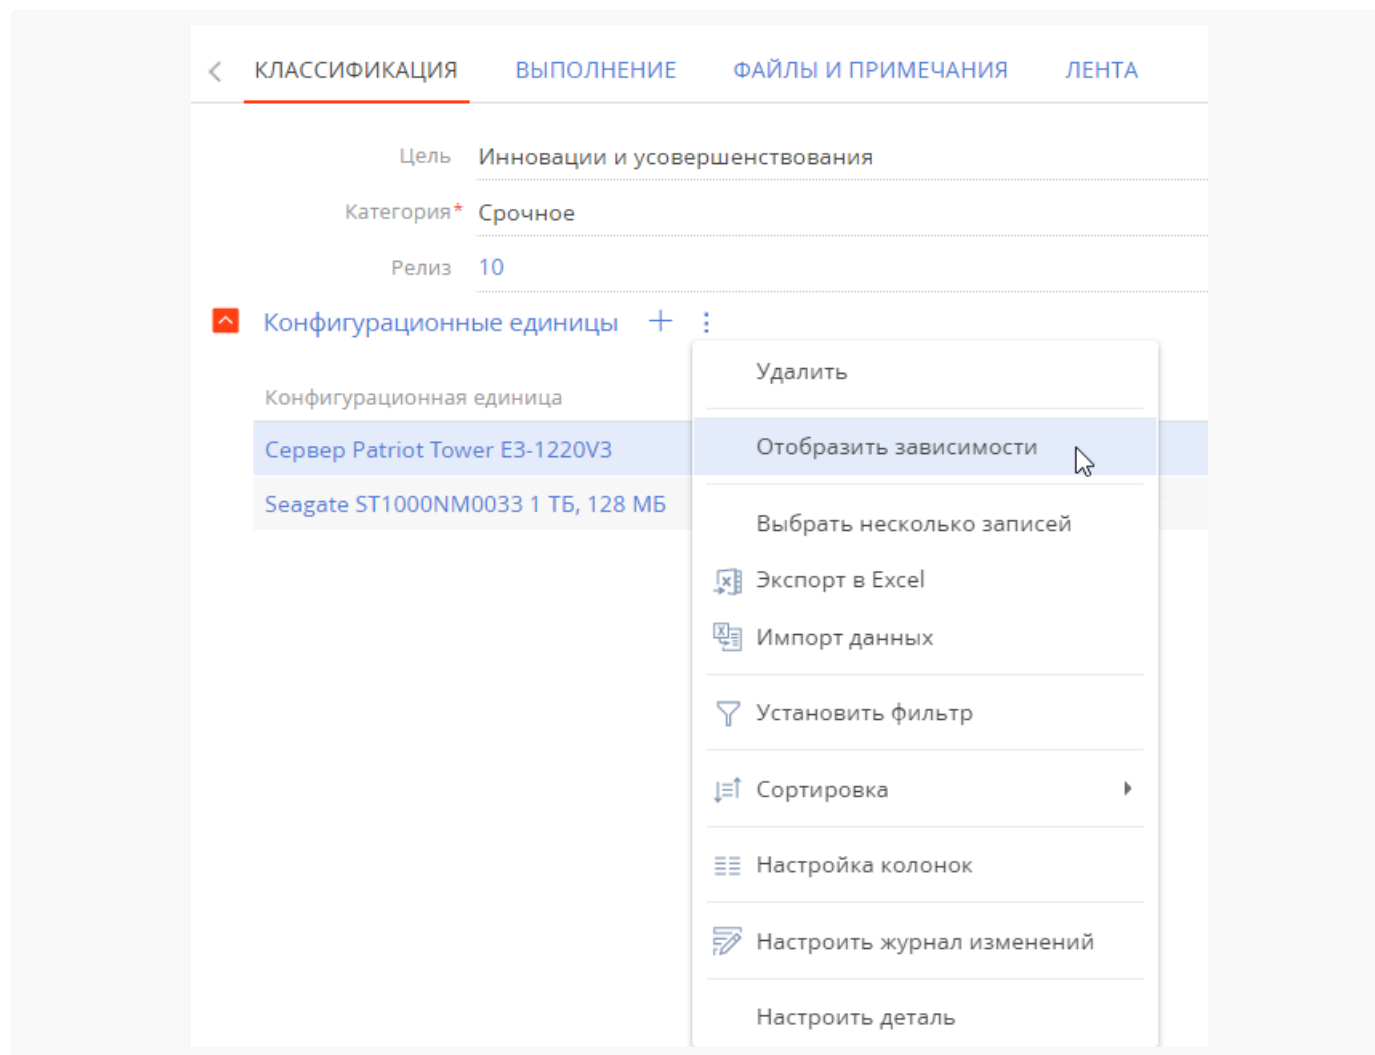 КЛАССИФИКАЦИЯ ВЫПОЛНЕНИЕ ФАЙЛЫ И ПРИМЕЧАНИЯ ЛЕНТА
Цель Инновации и усовершенствования
Категория* Срочное
Релиз 10
Конфигурационные единицы
Конфигурационная единица
Сервер Patriot Tower E3-1220V3
Seagate ST1000NM0033 1 ТБ, 128 МБ
Удалить
Отобразить зависимости
Выбрать несколько записей
Экспорт в Excel
Импорт данных
Установить фильтр
Сортировка
Настройка колонок
Настроить журнал изменений
Настроить деталь